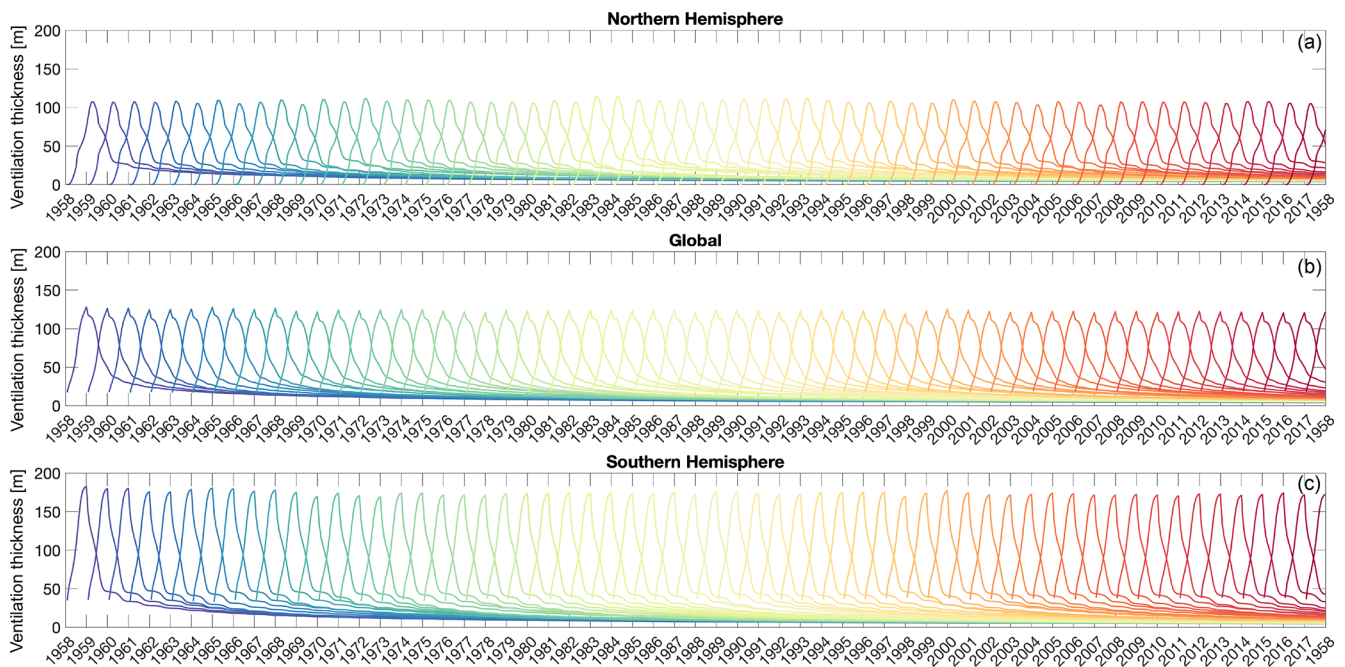 Northern Hemisphere
(a)
Ventilation thickness [m]
200
150
100
50
0
1958 1959 1960 1961 1962 1963 1964 1965 1966 1967 1968 1969 1970 1971 1972 1973 1974 1975 1976 1977 1978 1979 1980 1981 1982 1983 1984 1985 1986 1987 1988 1989 1990 1991 1992 1993 1994 1995 1996 1997 1998 1999 2000 2001 2002 2003 2004 2005 2006 2007 2008 2009 2010 2011 2012 2013 2014 2015 2016 2017 1958
Global
(b)
Ventilation thickness [m]
200
150
100
50
0
1958 1959 1960 1961 1962 1963 1964 1965 1966 1967 1968 1969 1970 1971 1972 1973 1974 1975 1976 1977 1978 1979 1980 1981 1982 1983 1984 1985 1986 1987 1988 1989 1990 1991 1992 1993 1994 1995 1996 1997 1998 1999 2000 2001 2002 2003 2004 2005 2006 2007 2008 2009 2010 2011 2012 2013 2014 2015 2016 2017 1958
Southern Hemisphere
(c)
Ventilation thickness [m]
200
150
100
50
0
1958 1959 1960 1961 1962 1963 1964 1965 1966 1967 1968 1969 1970 1971 1972 1973 1974 1975 1976 1977 1978 1979 1980 1981 1982 1983 1984 1985 1986 1987 1988 1989 1990 1991 1992 1993 1994 1995 1996 1997 1998 1999 2000 2001 2002 2003 2004 2005 2006 2007 2008 2009 2010 2011 2012 2013 2014 2015 2016 2017 1958